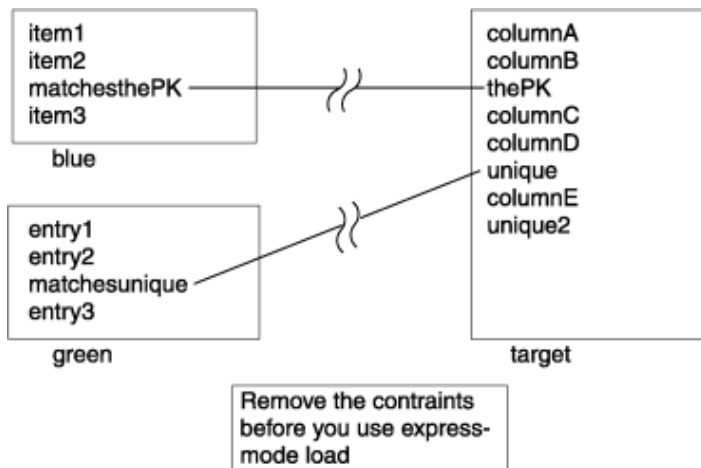 item1
item2
matchesthePK
item3
blue
entry1
entry2
matchesunique
entry3
green
columnA
columnB
thePK
columnC
columnD
unique
columnE
unique2
target
Remove the contraints
before you use express-
mode load